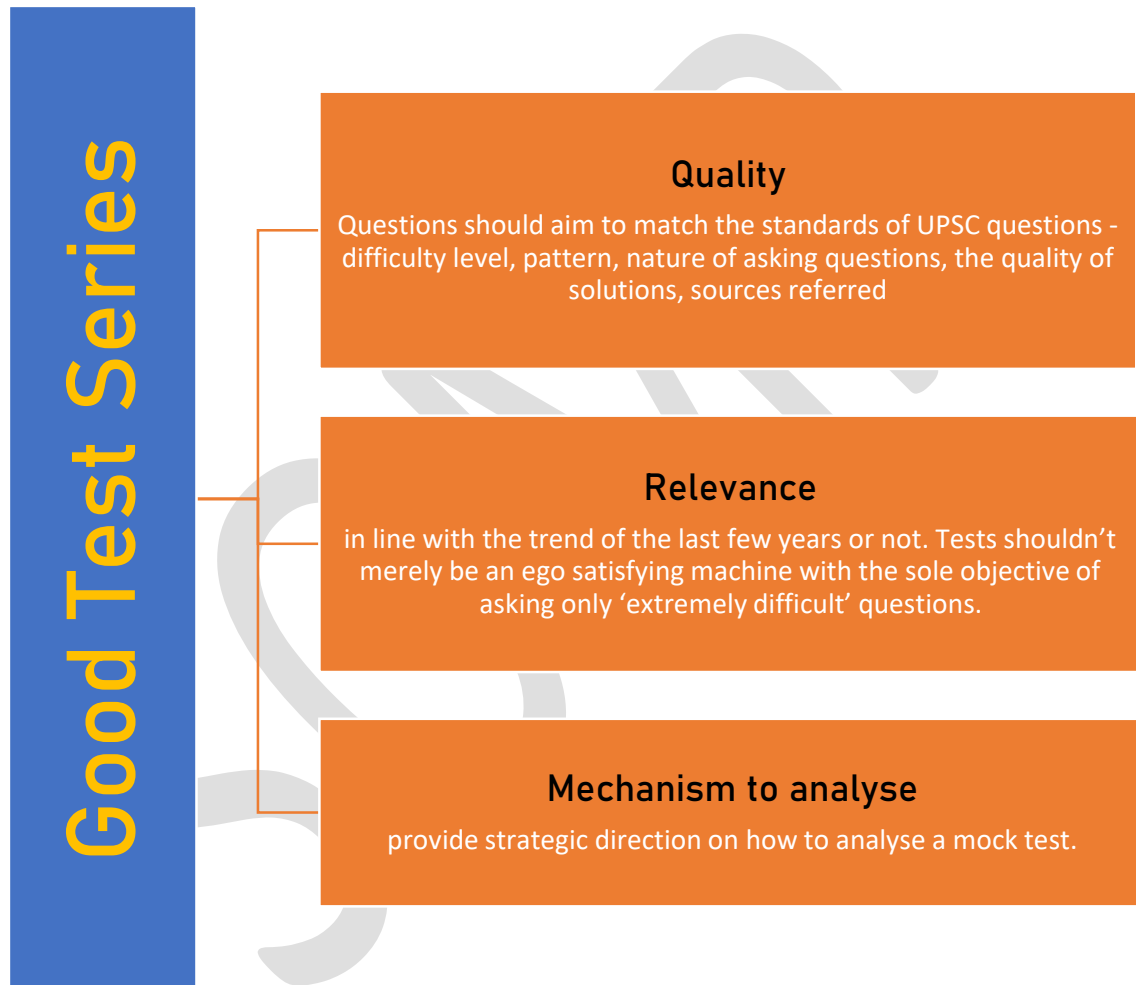 Good Test Series
Quality
Questions should aim to match the standards of UPSC questions -
difficulty level, pattern, nature of asking questions, the quality of
solutions, sources referred
Relevance
in line with the trend of the last few years or not. Tests shouldn’t
merely be an ego satisfying machine with the sole objective of
asking only ‘extremely difficult’ questions.
Mechanism to analyse
provide strategic direction on how to analyse a mock test.